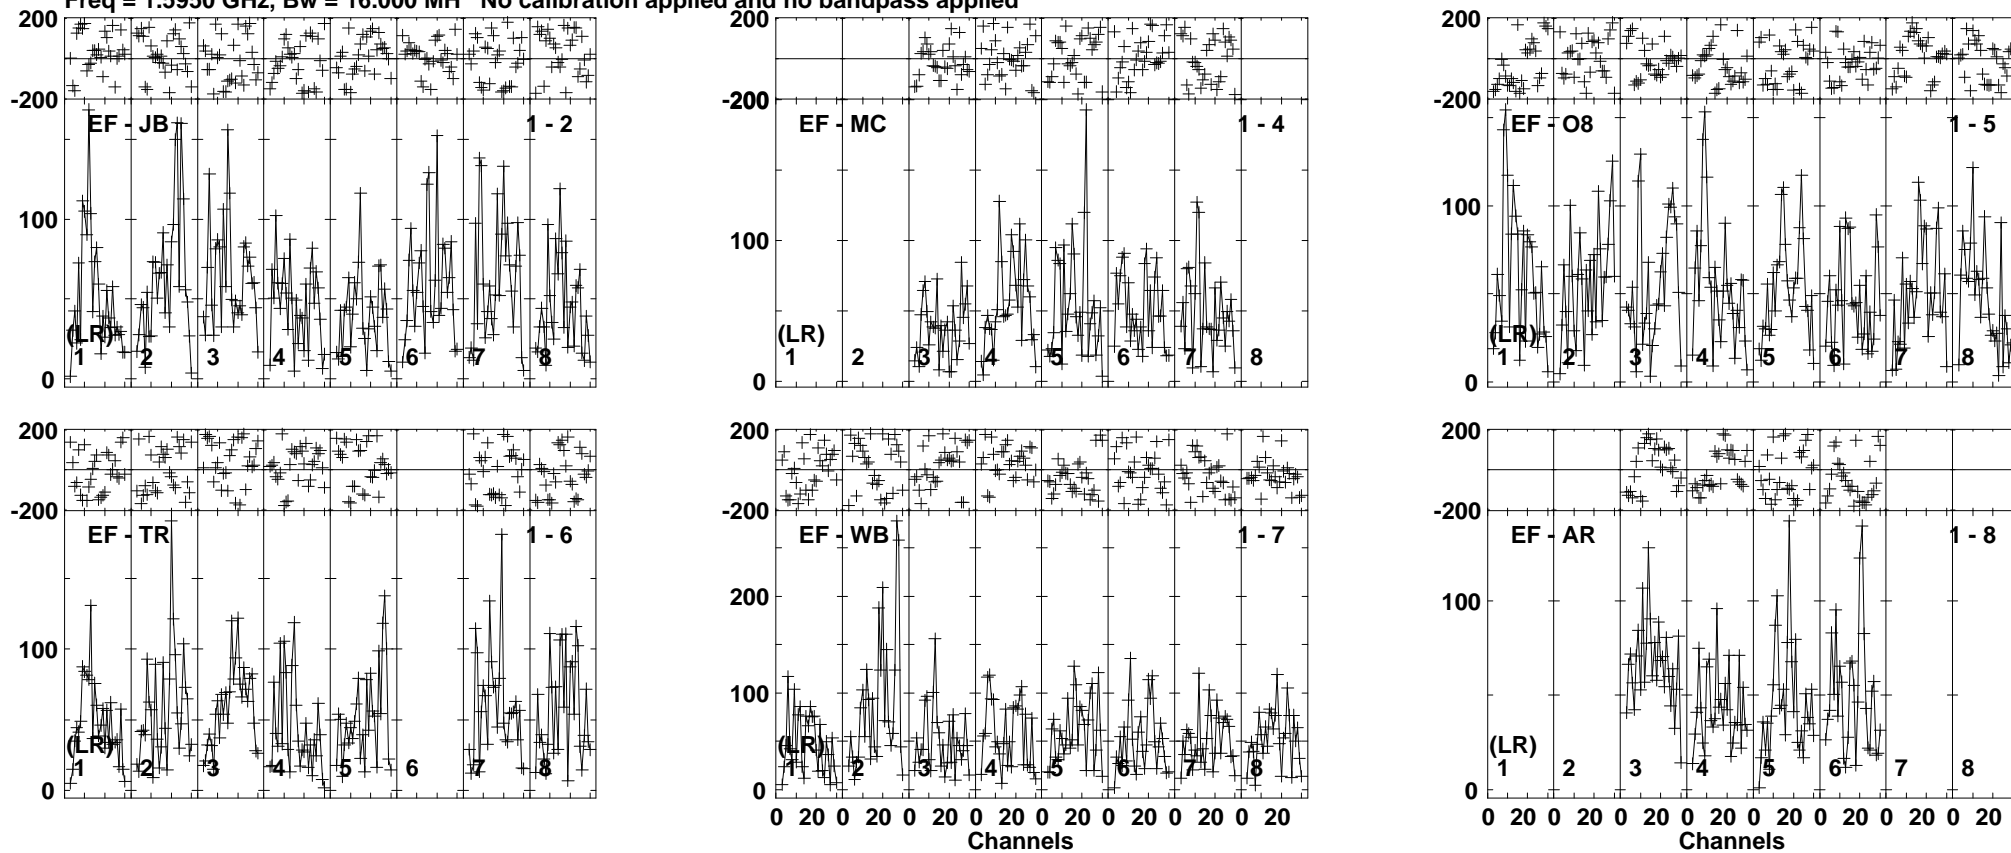 Freq = 1.5950 GHz, Bw = 16.000 MH No calibration applied and no bandpass applied
200 200 200
-200 -200 -200
EF - JB 1 - 2 EF - MC 1 - 4 EF - O8 1 - 5
100 100 100
(LR) (LR) (LR)
1 2 3 4 5 6 7 8 1 2 3 4 5 6 7 8 1 2 3 4 5 6 7 8
0 0 0
200 200 200
-200 -200 -200
EF - TR 1 - 6 EF - WB 1 - 7 EF - AR 1 - 8
200
100 100 100
(LR) (LR) (LR)
1 2 3 4 5 6 7 8 1 2 3 4 5 6 7 8 1 2 3 4 5 6 7 8
0 0 0
0 20 0 20 0 20 0 20 0 20 0 20 0 20 0 20 0 20 0 20 0 20 0 20 0 20 0 20 0 20 0 20
Channels Channels